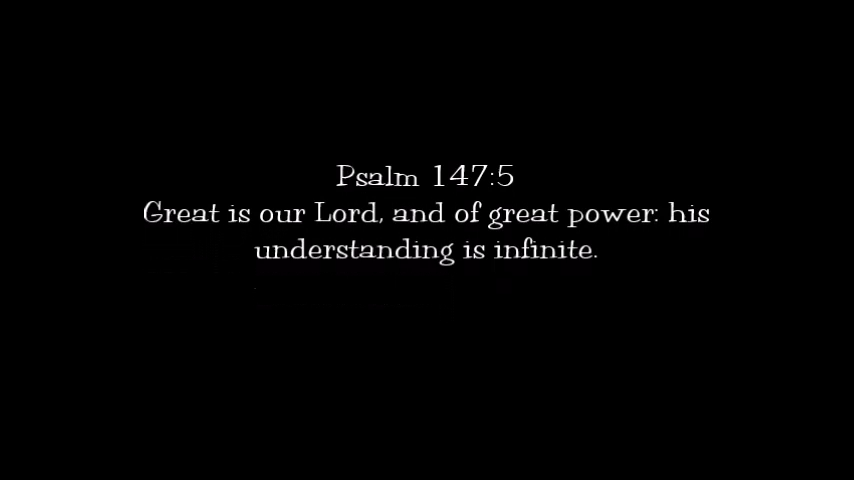 Psalm 147:5
Great is our Lord, and of great power: his
understanding is infinite.